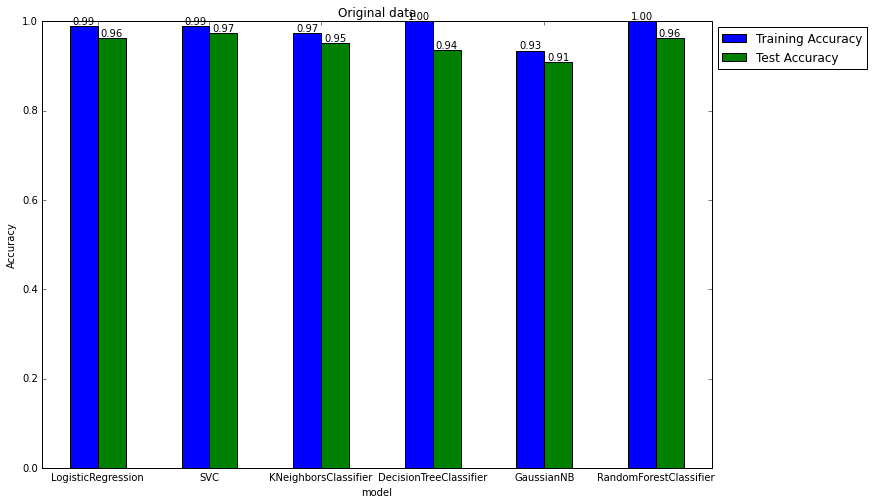 Original data
0.99 0.96 0.99 0.97 0.97 0.95 1.00 0.94 0.93 0.91 1.00 0.96
Training Accuracy
Test Accuracy
Accuracy
1.0
0.8
0.6
0.4
0.2
0.0
LogisticRegression SVC KNeighborsClassifier DecisionTreeClassifier GaussianNB RandomForestClassifier
model